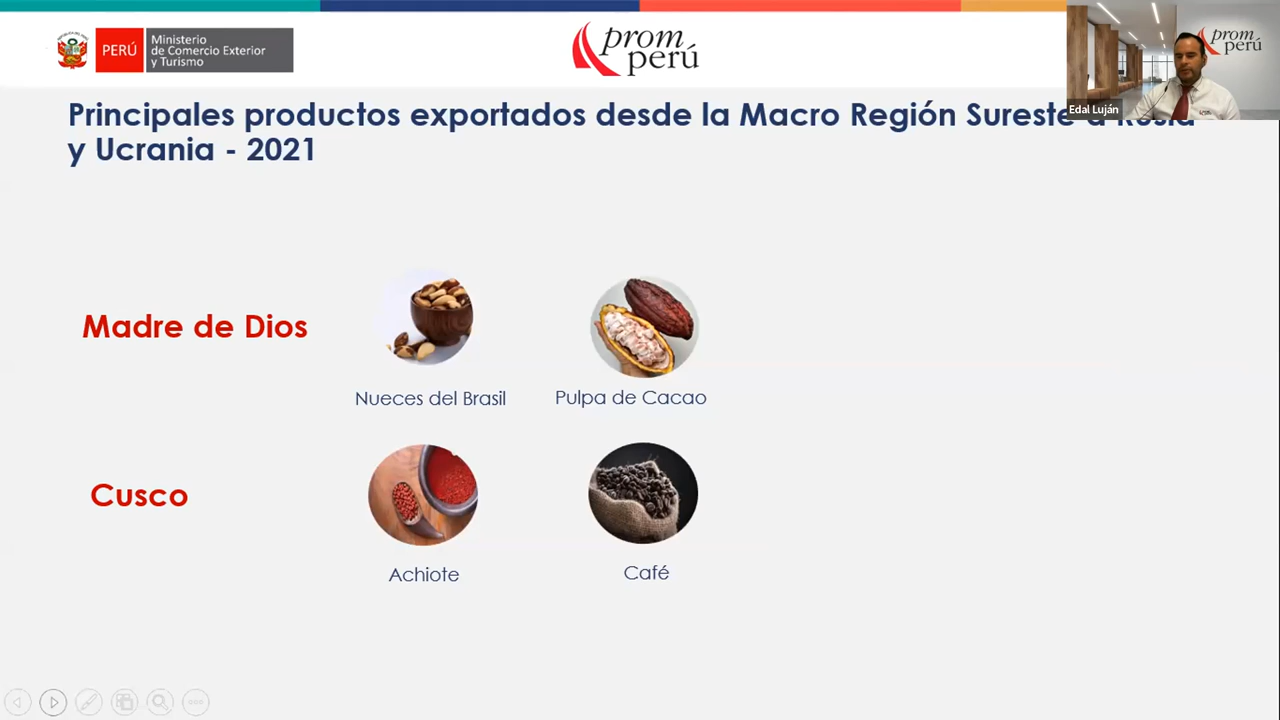 PERÚ
Ministerio
de Comercio Exterior
y Turismo
prom
perú
prom
perú
Edal Luján
Principales productos exportados desde la Macro Región Sureste a Rusia
y Ucrania - 2021
Madre de Dios
Nueces del Brasil
Pulpa de Cacao
Cusco
Achiote
Café